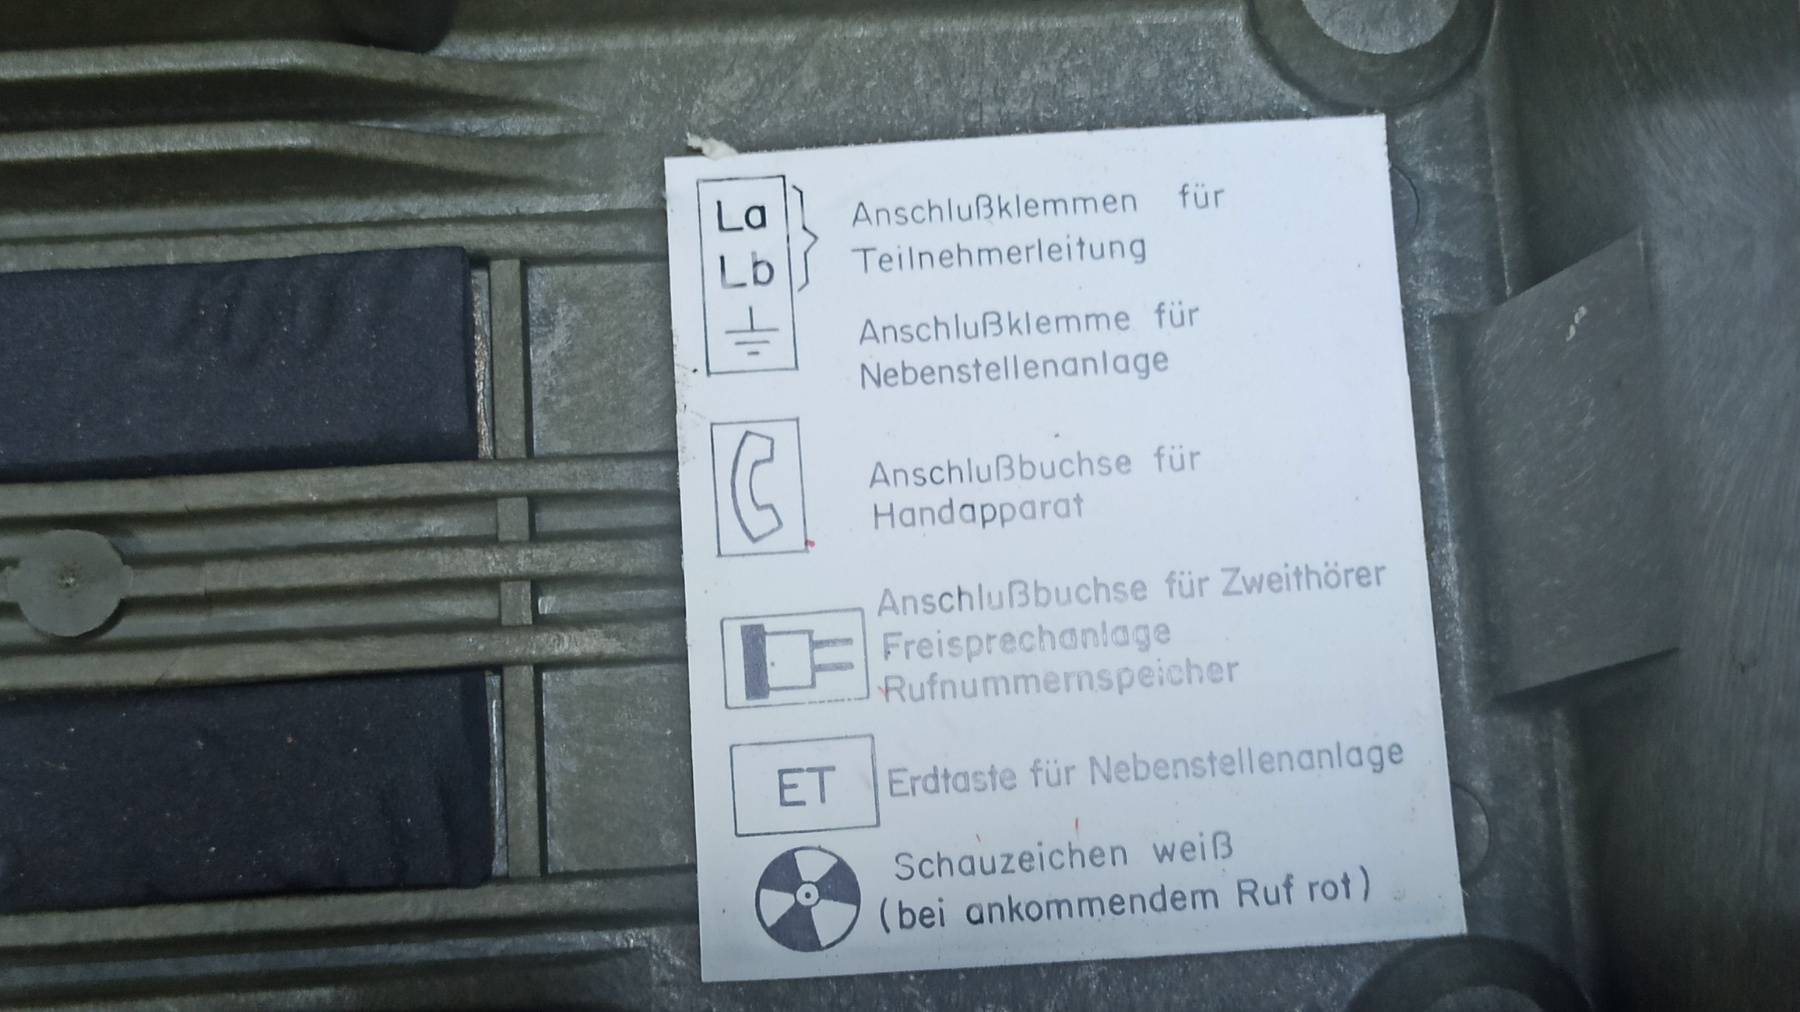 La
Lb
Anschlußklemmen für
Teilnehmerleitung
Anschlußklemme für
Nebenstellenanlage
Anschlußbuchse für
Handapparat
Anschlußbuchse für Zweithörer
Freisprechanlage
Rufnummernspeicher
ET
Erdtaste für Nebenstellenanlage
Schauzeichen weiß
(bei ankommendem Ruf rot)